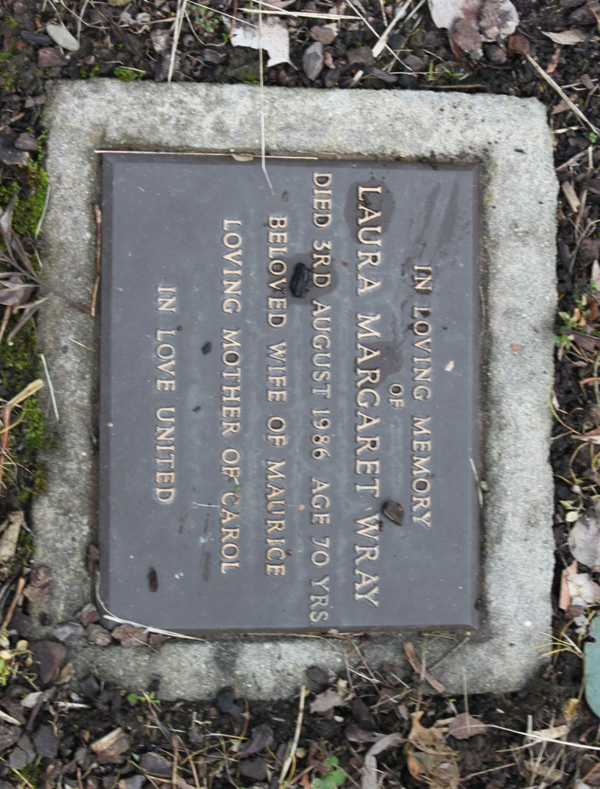 IN LOVING MEMORY
OF
LAURA MARGARET WRAY
DIED 3RD AUGUST 1986 AGE 70 YRS
BELOVED WIFE OF MAURICE
LOVING MOTHER OF CAROL
IN LOVE UNITED